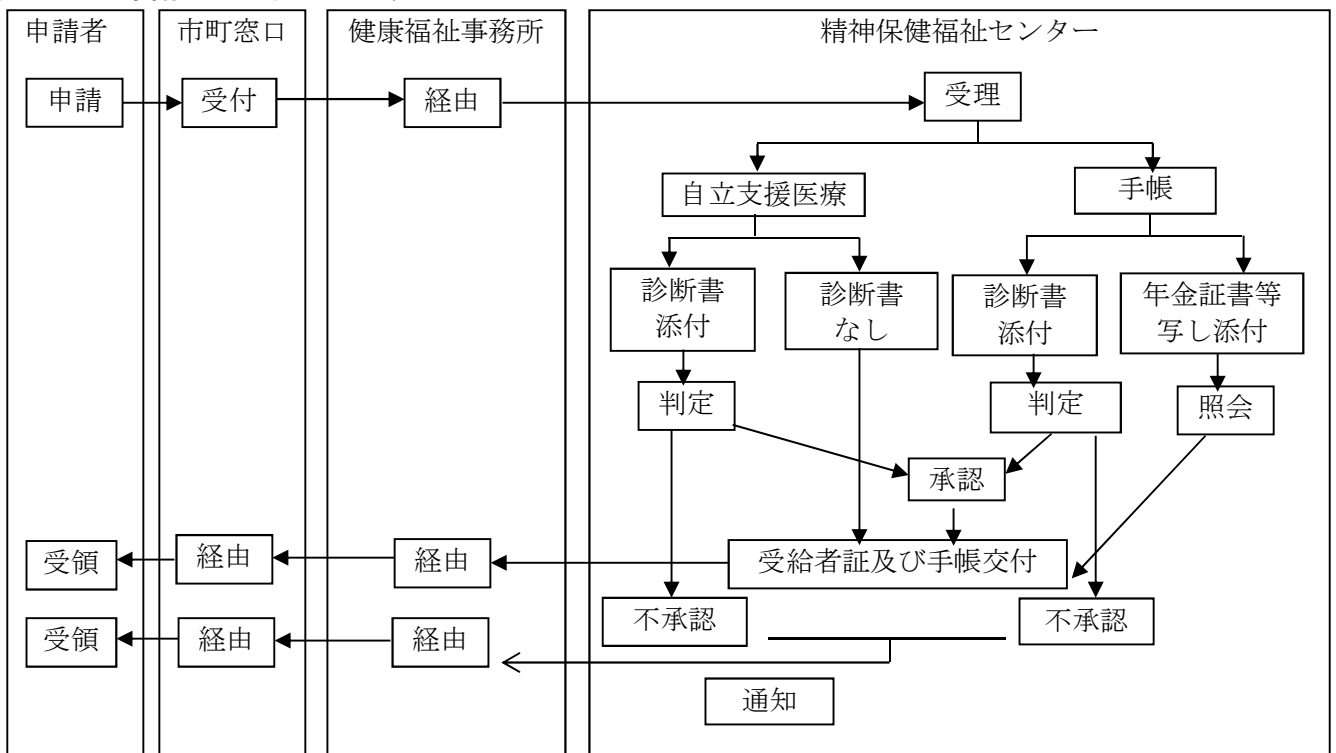 申請者
市町窓口
健康福祉事務所
精神保健福祉センター
申請
受付
経由
受理
自立支援医療
手帳
診断書
添付
診断書
なし
診断書
添付
年金証書等
写し添付
判定
判定
照会
承認
受領
経由
経由
受給者証及び手帳交付
不承認
不承認
受領
経由
経由
通知